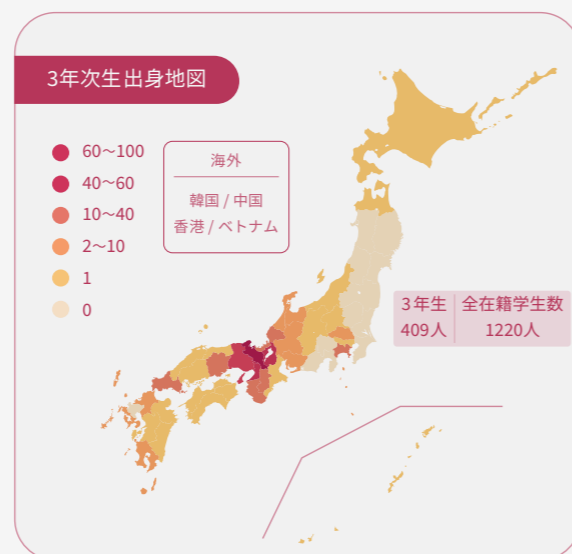 3年次生出身地図
60〜100
40〜60
10〜40
2〜10
1
0
海外
韓国 / 中国
香港 / ベトナム
3年生
409人
全在籍学生数
1220人